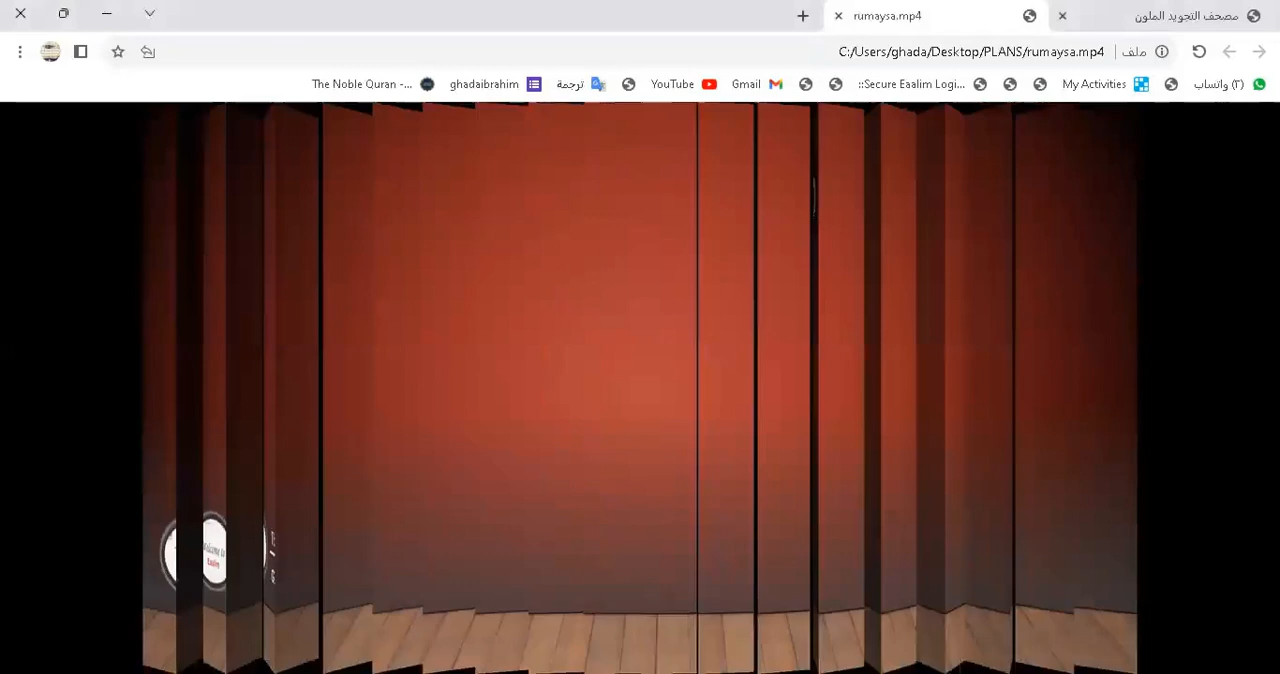 مصحف التجويد الملون
rumaysa.mp4
ملف
C:/Users/ghada/Desktop/PLANS/rumaysa.mp4
واتساب (٢)
My Activities
::Secure Eaalim Logi...
Gmail
YouTube
ترجمة
ghadaibrahim
The Noble Quran -...